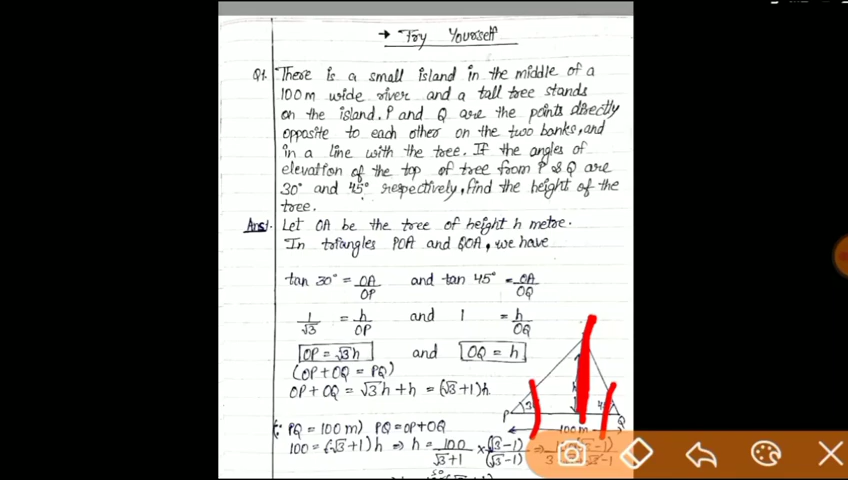 → Try Yourself
Q1. There is a small island in the middle of a
100m wide river and a tall tree stands
on the island. P and Q are the points directly
opposite to each other on the two banks, and
in a line with the tree. If the angles of
elevation of the top of tree from P & Q are
30° and 45° respectively, find the height of the
tree.
Ans. Let OA be the tree of height h metre.
In triangles POA and QOA, we have
tan 30° = OA/OP and tan 45° = OA/OQ
1/√3 = h/OP and 1 = h/OQ
OP = √3h and OQ = h
(OP + OQ = PQ)
OP + OQ = √3h + h = (√3+1)h
P Q
100m
(∵ PQ = 100m) PQ = OP + OQ
100 = (√3+1)h ⇒ h = 100/√3+1 × (√3-1)/(√3-1) ⇒